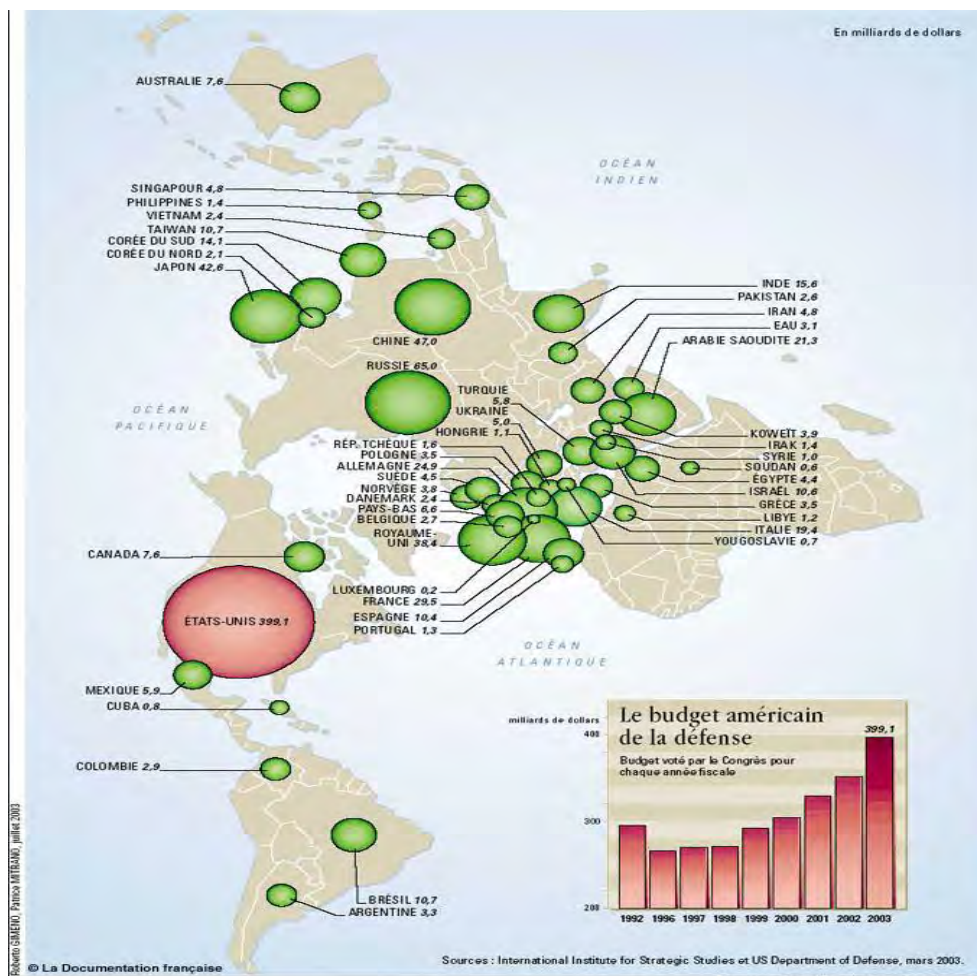 En milliards de dollars
AUSTRALIE 7,6
OCÉAN
INDIEN
SINGAPOUR 4,8
PHILIPPINES 1,4
VIETNAM 2,4
TAIWAN 10,7
CORÉE DU SUD 14,1
CORÉE DU NORD 2,1
JAPON 42,6
INDE 15,6
PAKISTAN 2,6
IRAN 4,8
EAU 3,1
ARABIE SAOUDITE 21,3
CHINE 47,0
RUSSIE 65,0
OCÉAN
PACIFIQUE
TURQUIE
5,8
UKRAINE
5,0
HONGRIE 1,1
RÉP. TCHÈQUE 1,6
POLOGNE 3,5
ALLEMAGNE 24,9
SUÈDE 4,5
NORVÈGE 3,8
DANEMARK 2,4
PAYS-BAS 6,6
BELGIQUE 2,7
ROYAUME-
UNI 38,4
KOWEÏT 3,9
IRAK 1,4
SYRIE 1,0
SOUDAN 0,6
ÉGYPTE 4,4
ISRAËL 10,6
GRÈCE 3,5
LIBYE 1,2
ITALIE 19,4
YOUGOSLAVIE 0,7
CANADA 7,6
LUXEMBOURG 0,2
FRANCE 29,5
ESPAGNE 10,4
PORTUGAL 1,3
ÉTATS-UNIS 399,1
OCÉAN
ATLANTIQUE
MEXIQUE 5,9
CUBA 0,8
COLOMBIE 2,9
BRÉSIL 10,7
ARGENTINE 3,3
milliards de dollars
Le budget américain
de la défense
Budget voté par le Congrès pour
chaque année fiscale
399,1
400
300
200
1992 1996 1997 1998 1999 2000 2001 2002 2003
Roberto GIMENO, Patrice MITRANO, juillet 2003
© La Documentation française
Sources : International Institute for Strategic Studies et US Department of Defense, mars 2003.